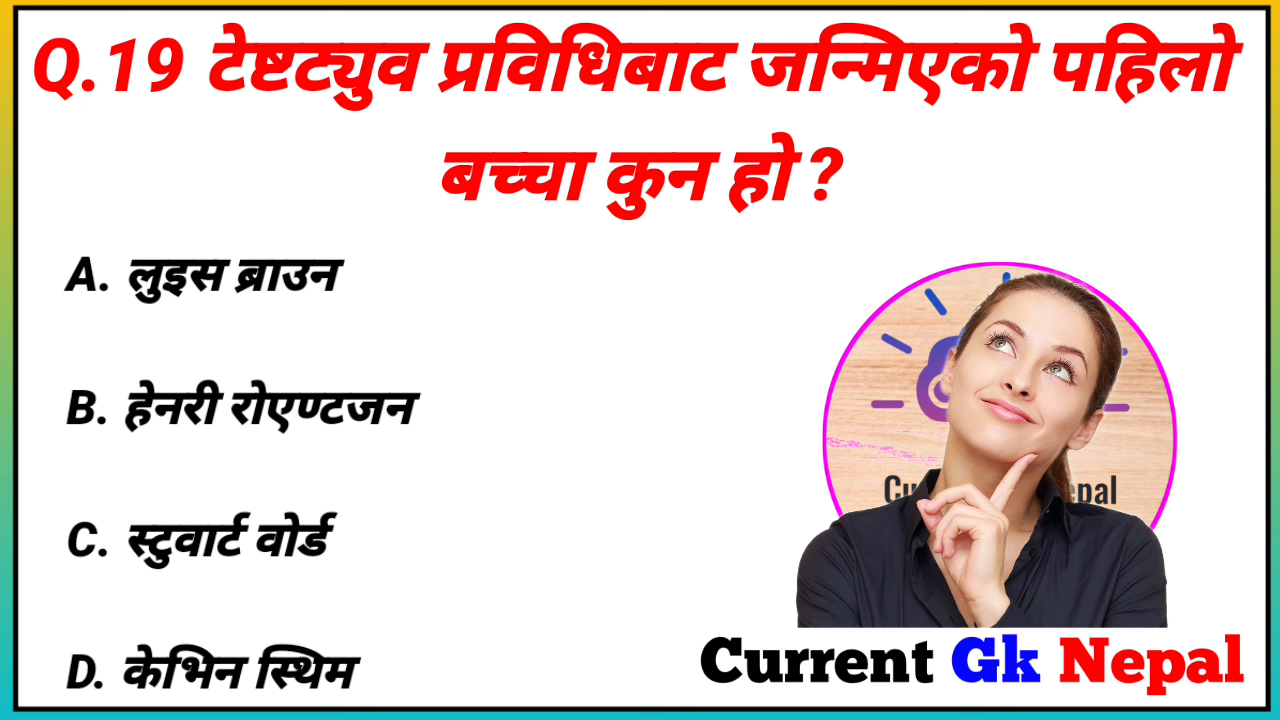 Q.19 टेष्टट्युव प्रविधिबाट जन्मिएको पहिलो
बच्चा कुन हो ?
A. लुइस ब्राउन
B. हेनरी रोएण्टजन
C. स्टुवार्ट वोर्ड
D. केभिन स्थिम
Current Gk Nepal